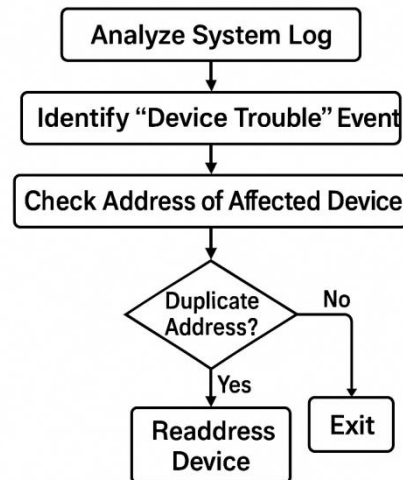 Analyze System Log
Identify “Device Trouble” Event
Check Address of Affected Device
Duplicate
Address?
No
Yes
Readdress
Device
Exit